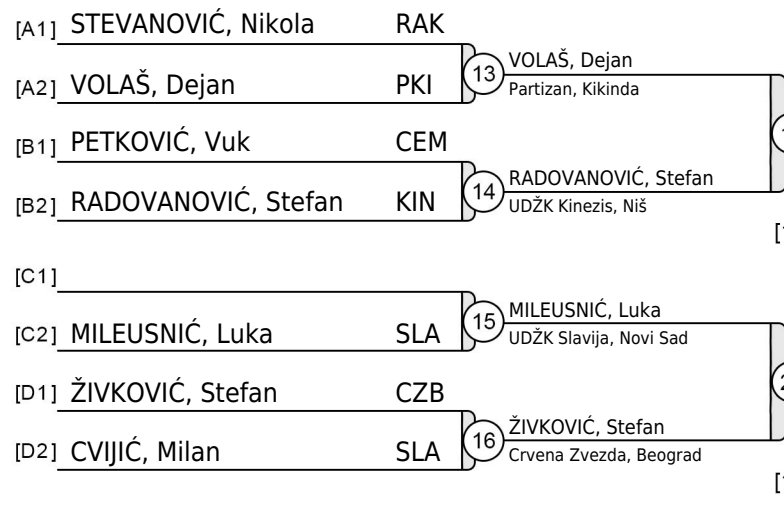 [A1] STEVANOVIĆ, Nikola RAK
13 VOLAŠ, Dejan
[A2] VOLAŠ, Dejan PKI
Partizan, Kikinda
[B1] PETKOVIĆ, Vuk CEM
14 RADOVANOVIĆ, Stefan
[B2] RADOVANOVIĆ, Stefan KIN
UDŽK Kinezis, Niš
[C1]
15 MILEUSNIĆ, Luka
[C2] MILEUSNIĆ, Luka SLA
UDŽK Slavija, Novi Sad
[D1] ŽIVKOVIĆ, Stefan CZB
16 ŽIVKOVIĆ, Stefan
[D2] CVIJIĆ, Milan SLA
Crvena Zvezda, Beograd